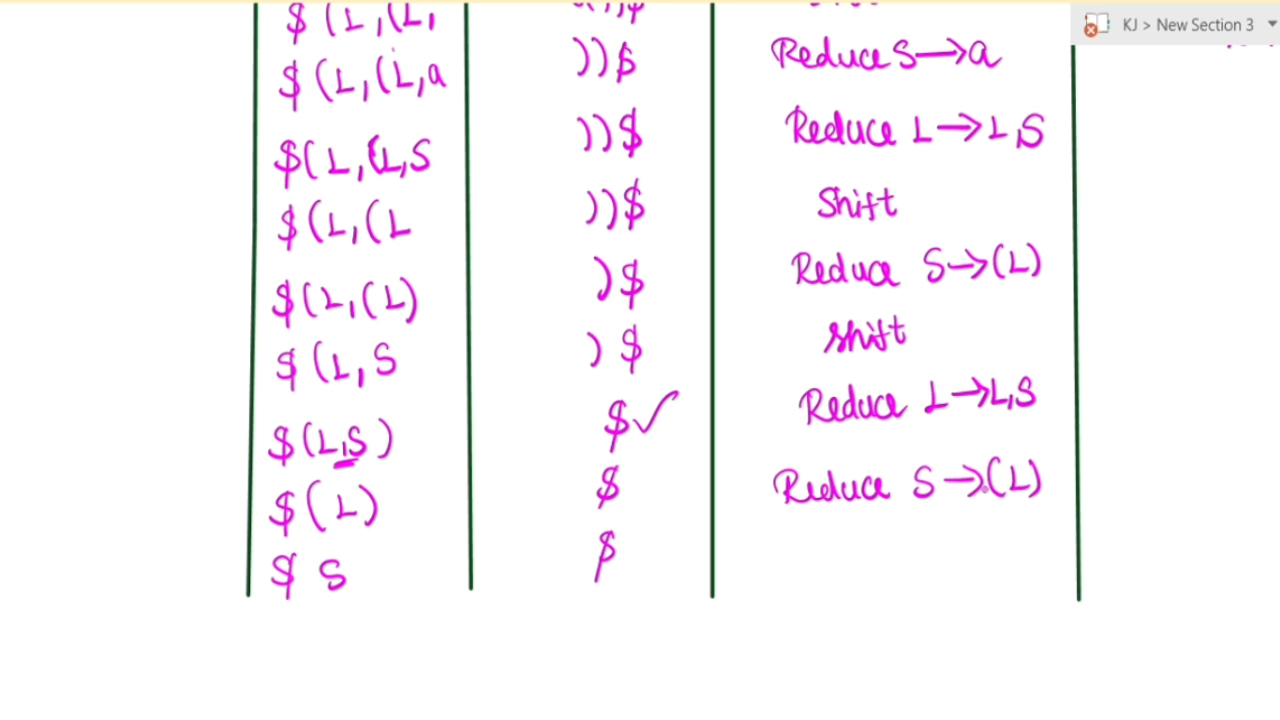 KJ > New Section 3
$ (L,(L,
$ (L,(L,a ))$ Reduce S→a
$(L,(L,S ))$ Reduce L→L,S
$(L,(L ))$ Shift
$(L,(L) )$ Reduce S→(L)
$ (L,S )$ Shift
$(L,S) $✓ Reduce L→L,S
$(L) $ Reduce S→(L)
$ S $